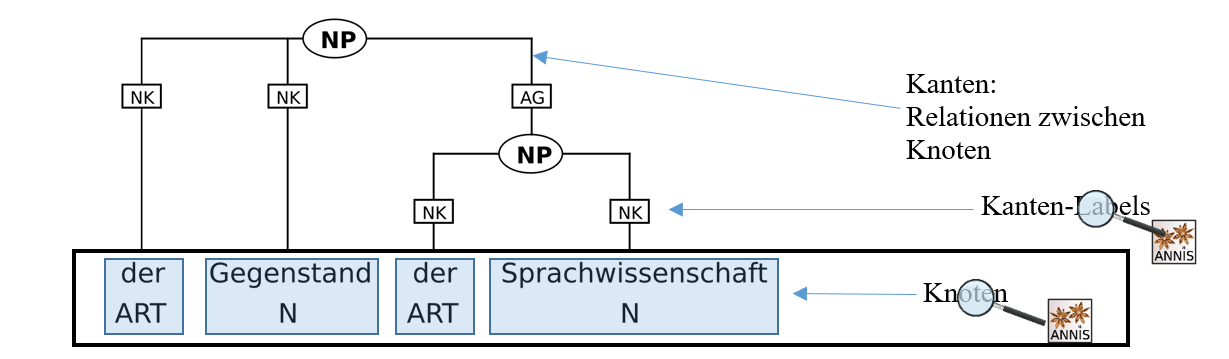 NP
NK
NK
AG
NP
NK
NK
Kanten:
Relationen zwischen
Knoten
Kanten-Labels
ANNIS
der
ART
Gegenstand
N
der
ART
Sprachwissenschaft
N
Knoten
ANNIS